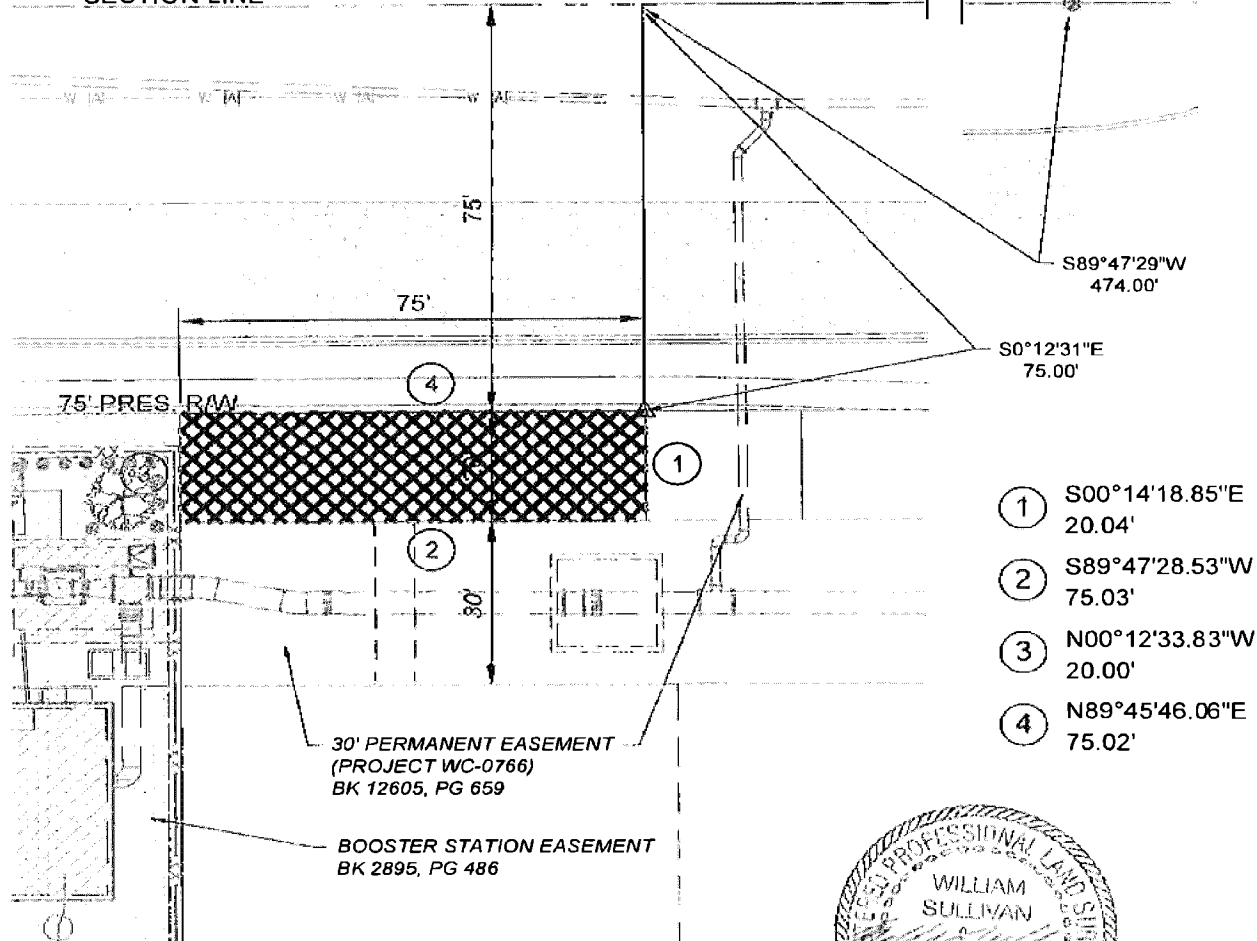 SECTION LINE
75'
S89°47'29"W
474.00'
75'
S0°12'31"E
75.00'
4
75' PRES. R/W
1
1 S00°14'18.85"E
20.04'
2
2 S89°47'28.53"W
75.03'
30'
3 N00°12'33.83"W
20.00'
4 N89°45'46.06"E
75.02'
30' PERMANENT EASEMENT
(PROJECT WC-0766)
BK 12605, PG 659
BOOSTER STATION EASEMENT
BK 2895, PG 486
PROFESSIONAL LAND
WILLIAM
SULLIVAN